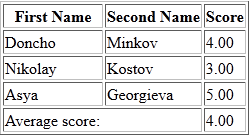 First Name Second Name Score
Doncho Minkov 4.00
Nikolay Kostov 3.00
Asya Georgieva 5.00
Average score: 4.00